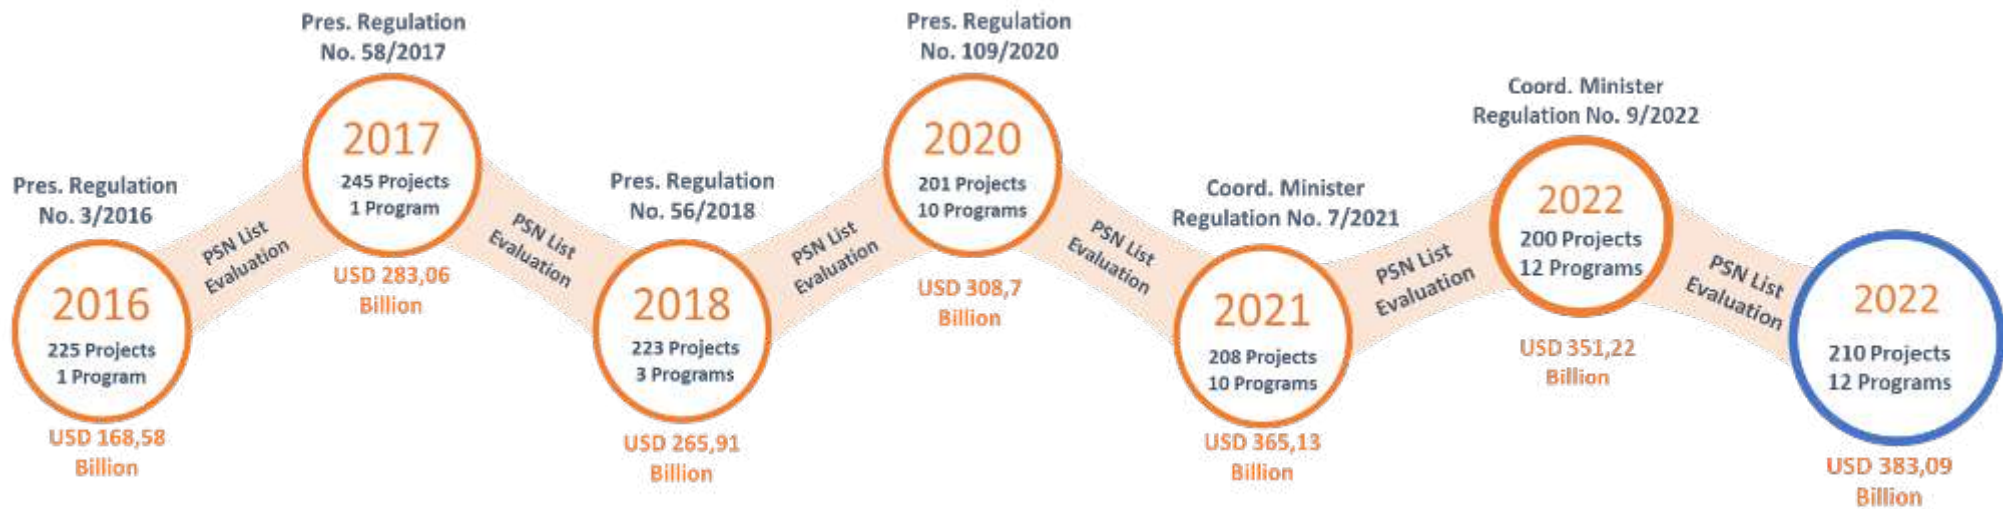 Pres. Regulation
No. 3/2016
2016
225 Projects
1 Program
USD 168,58
Billion
PSN List
Evaluation
Pres. Regulation
No. 58/2017
2017
245 Projects
1 Program
USD 283,06
Billion
PSN List
Evaluation
Pres. Regulation
No. 56/2018
2018
223 Projects
3 Programs
USD 265,91
Billion
PSN List
Evaluation
Pres. Regulation
No. 109/2020
2020
201 Projects
10 Programs
USD 308,7
Billion
PSN List
Evaluation
Coord. Minister
Regulation No. 7/2021
2021
208 Projects
10 Programs
USD 365,13
Billion
PSN List
Evaluation
Coord. Minister
Regulation No. 9/2022
2022
200 Projects
12 Programs
USD 351,22
Billion
PSN List
Evaluation
2022
210 Projects
12 Programs
USD 383,09
Billion